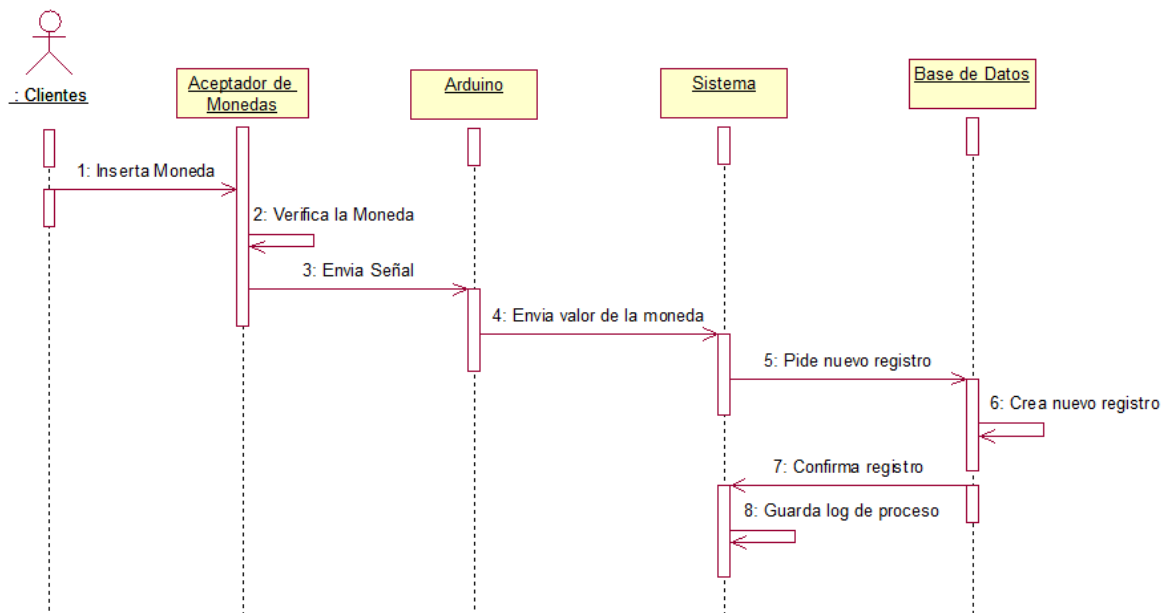 : Clientes
Aceptador de
Monedas
Arduino
Sistema
Base de Datos
1: Inserta Moneda
2: Verifica la Moneda
3: Envia Señal
4: Envia valor de la moneda
5: Pide nuevo registro
6: Crea nuevo registro
7: Confirma registro
8: Guarda log de proceso